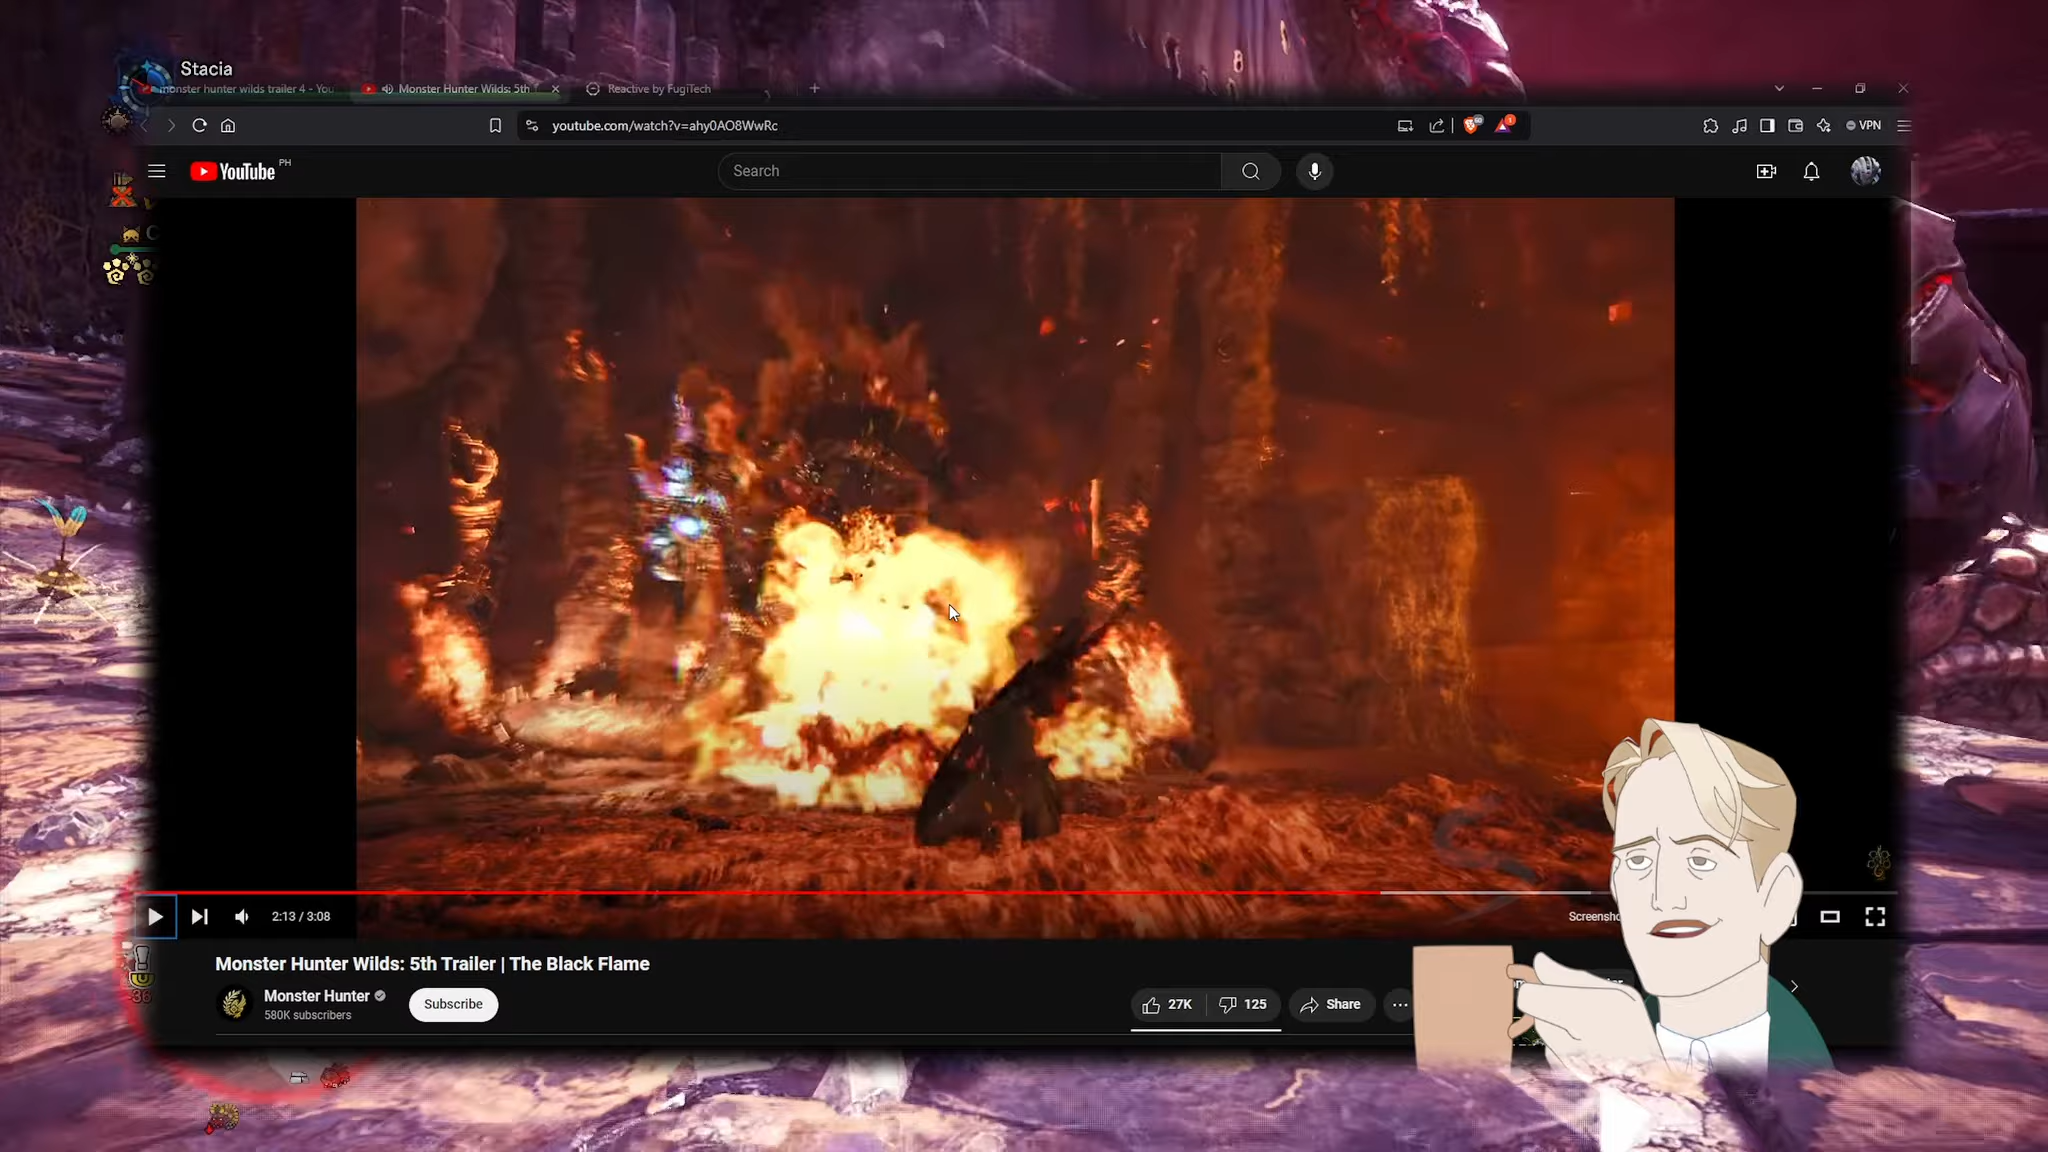 Stacia
monster hunter wilds trailer 4 - You
Monster Hunter Wilds: 5th
Reactive by FugiTech
youtube.com/watch?v=ahy0AO8WwRc
VPN
YouTube PH
Search
2:13 / 3:08
Screensho
Monster Hunter Wilds: 5th Trailer | The Black Flame
Monster Hunter
580K subscribers
Subscribe
27K
125
Share
-36